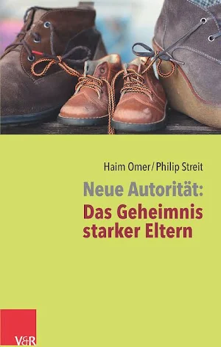 Haim Omer/Philip Streit
Neue Autorität:
Das Geheimnis
starker Eltern
V&R